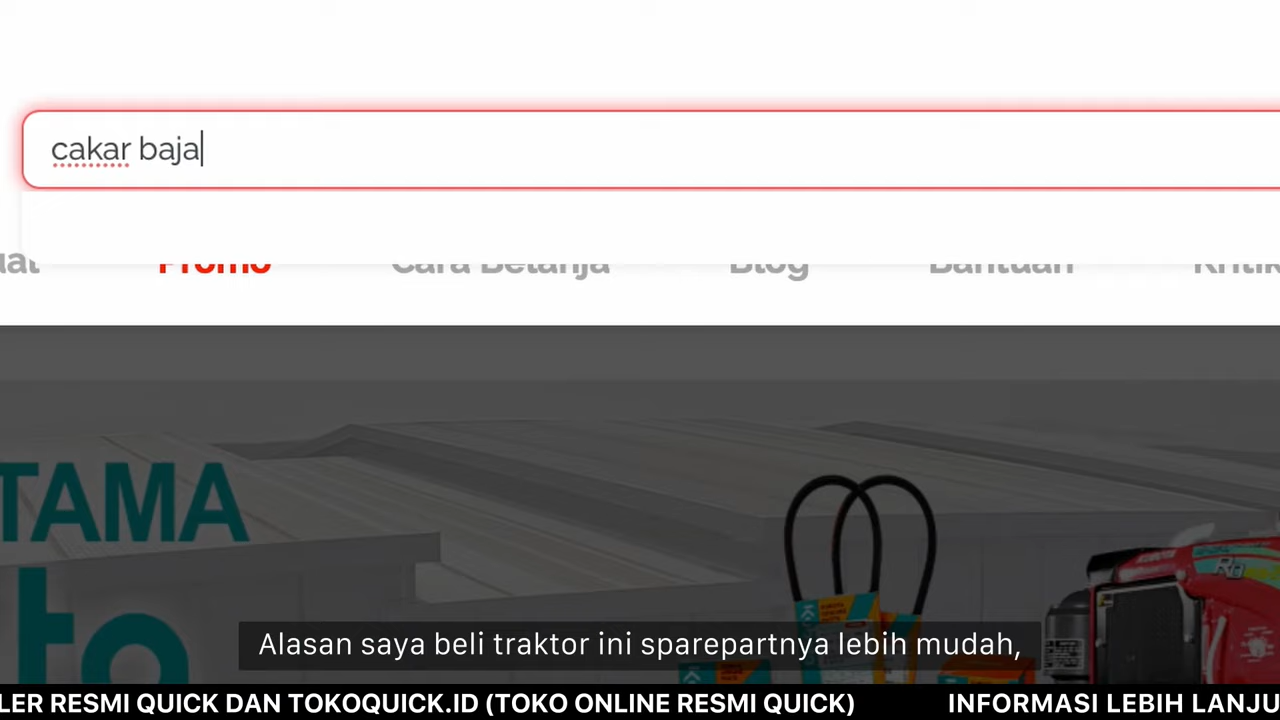 cakar baja
Promo Cara Belanja Blog Bantuan
TAMA
to
Alasan saya beli traktor ini sparepartnya lebih mudah,
LER RESMI QUICK DAN TOKOQUICK.ID (TOKO ONLINE RESMI QUICK) INFORMASI LEBIH LANJU